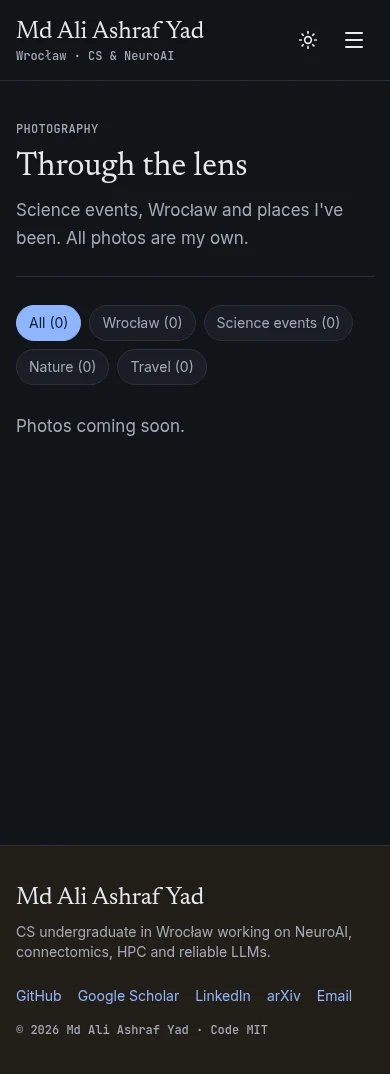 Md Ali Ashraf Yad
Wrocław · CS & NeuroAI
PHOTOGRAPHY
Through the lens
Science events, Wrocław and places I've
been. All photos are my own.
All (0)
Wrocław (0)
Science events (0)
Nature (0)
Travel (0)
Photos coming soon.
Md Ali Ashraf Yad
CS undergraduate in Wrocław working on NeuroAI,
connectomics, HPC and reliable LLMs.
GitHub Google Scholar LinkedIn arXiv Email
© 2026 Md Ali Ashraf Yad · Code MIT